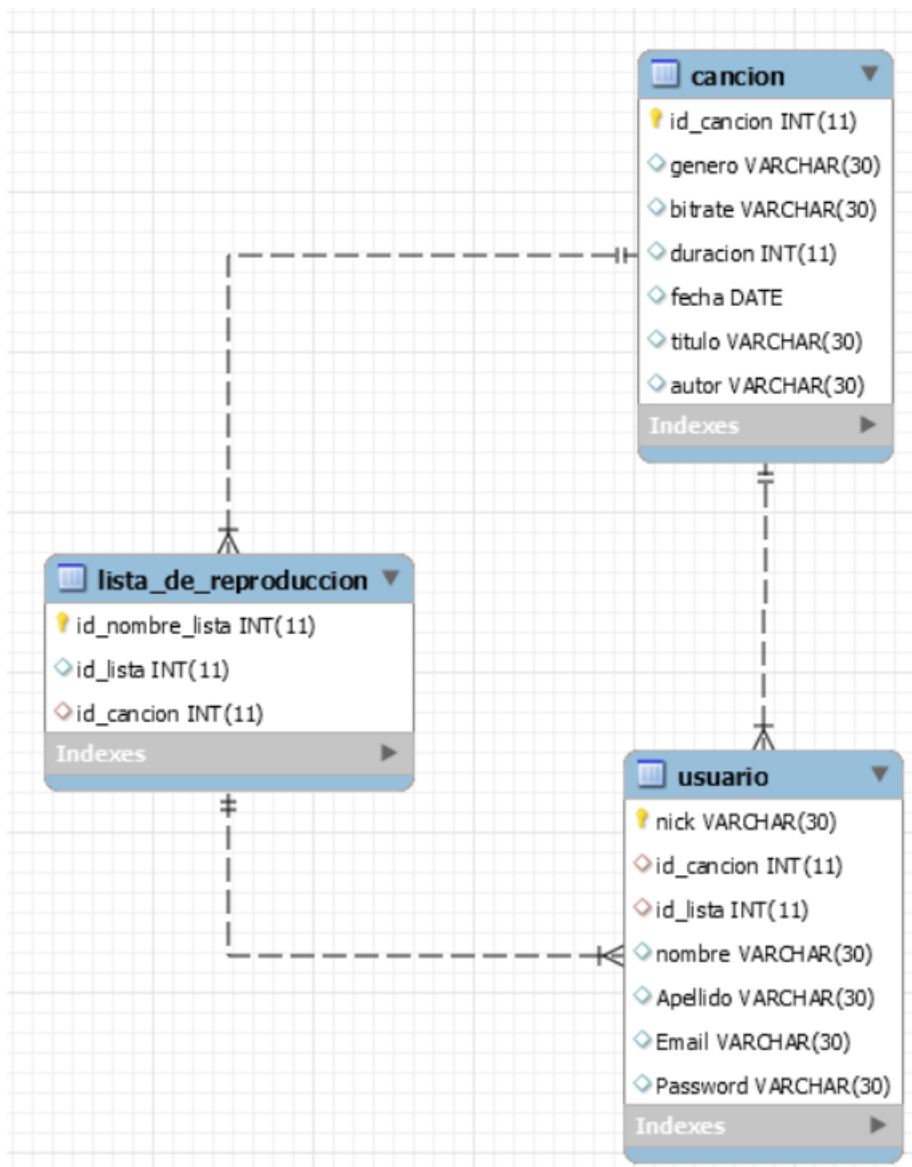 cancion
id_cancion INT(11)
genero VARCHAR(30)
bitrate VARCHAR(30)
duracion INT(11)
fecha DATE
titulo VARCHAR(30)
autor VARCHAR(30)
Indexes
lista_de_reproduccion
id_nombre_lista INT(11)
id_lista INT(11)
id_cancion INT(11)
Indexes
usuario
nick VARCHAR(30)
id_cancion INT(11)
id_lista INT(11)
nombre VARCHAR(30)
Apellido VARCHAR(30)
Email VARCHAR(30)
Password VARCHAR(30)
Indexes